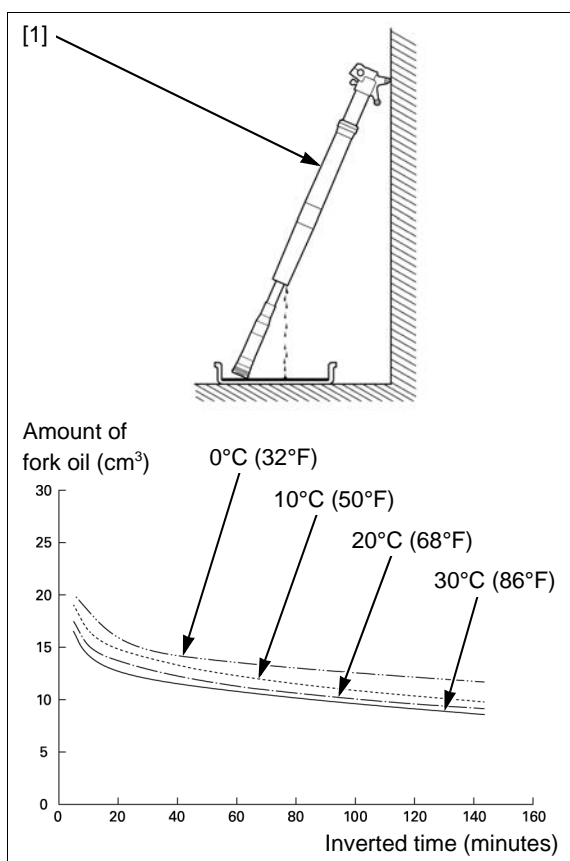 [1]
Amount of
fork oil (cm³)
0°C (32°F)
10°C (50°F)
20°C (68°F)
30°C (86°F)
30
25
20
15
10
5
0
0 20 40 60 80 100 120 140 160
Inverted time (minutes)